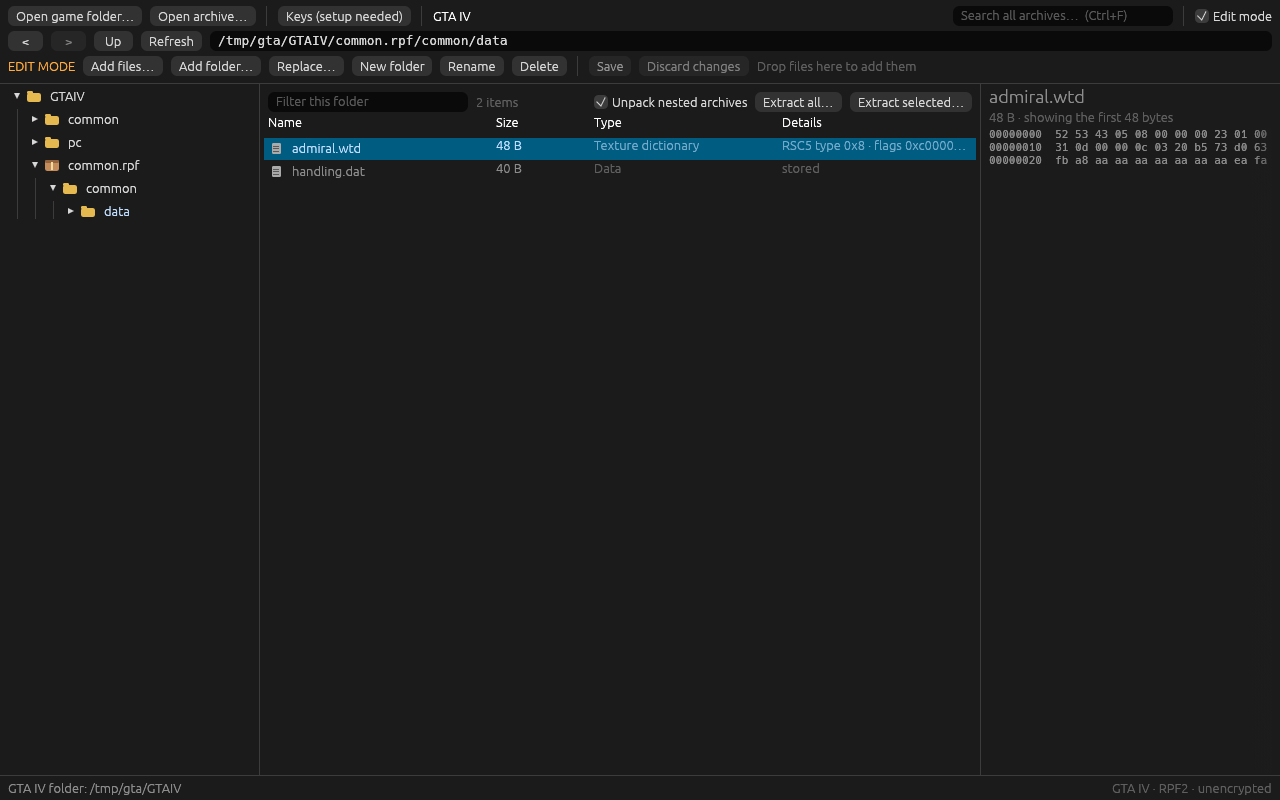 Open game folder... Open archive... Keys (setup needed) GTA IV Search all archives... (Ctrl+F) Edit mode
< > Up Refresh /tmp/gta/GTAIV/common.rpf/common/data
EDIT MODE Add files... Add folder... Replace... New folder Rename Delete Save Discard changes Drop files here to add them
GTAIV
common
pc
common.rpf
common
data
Filter this folder 2 items Unpack nested archives Extract all... Extract selected...
Name Size Type Details
admiral.wtd 48 B Texture dictionary RSC5 type 0x8 · flags 0xc0000...
handling.dat 40 B Data stored
admiral.wtd
48 B · showing the first 48 bytes
00000000 52 53 43 05 08 00 00 00 23 01 00
00000010 31 0d 00 00 0c 03 20 b5 73 d0 63
00000020 fb a8 aa aa aa aa aa aa aa ea fa
GTA IV folder: /tmp/gta/GTAIV GTA IV · RPF2 · unencrypted